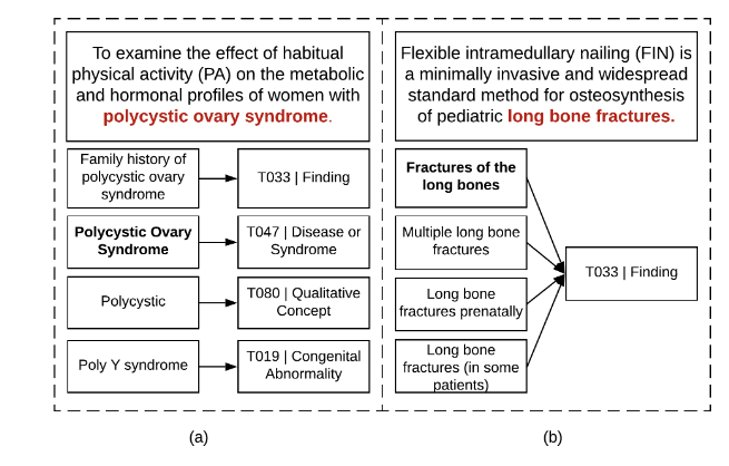 To examine the effect of habitual
physical activity (PA) on the metabolic
and hormonal profiles of women with
polycystic ovary syndrome.
Family history of
polycystic ovary
syndrome
T033 | Finding
Polycystic Ovary
Syndrome
T047 | Disease or
Syndrome
Polycystic
T080 | Qualitative
Concept
Poly Y syndrome
T019 | Congenital
Abnormality
(a)
Flexible intramedullary nailing (FIN) is
a minimally invasive and widespread
standard method for osteosynthesis
of pediatric long bone fractures.
Fractures of the
long bones
Multiple long bone
fractures
Long bone
fractures prenatally
Long bone
fractures (in some
patients)
T033 | Finding
(b)